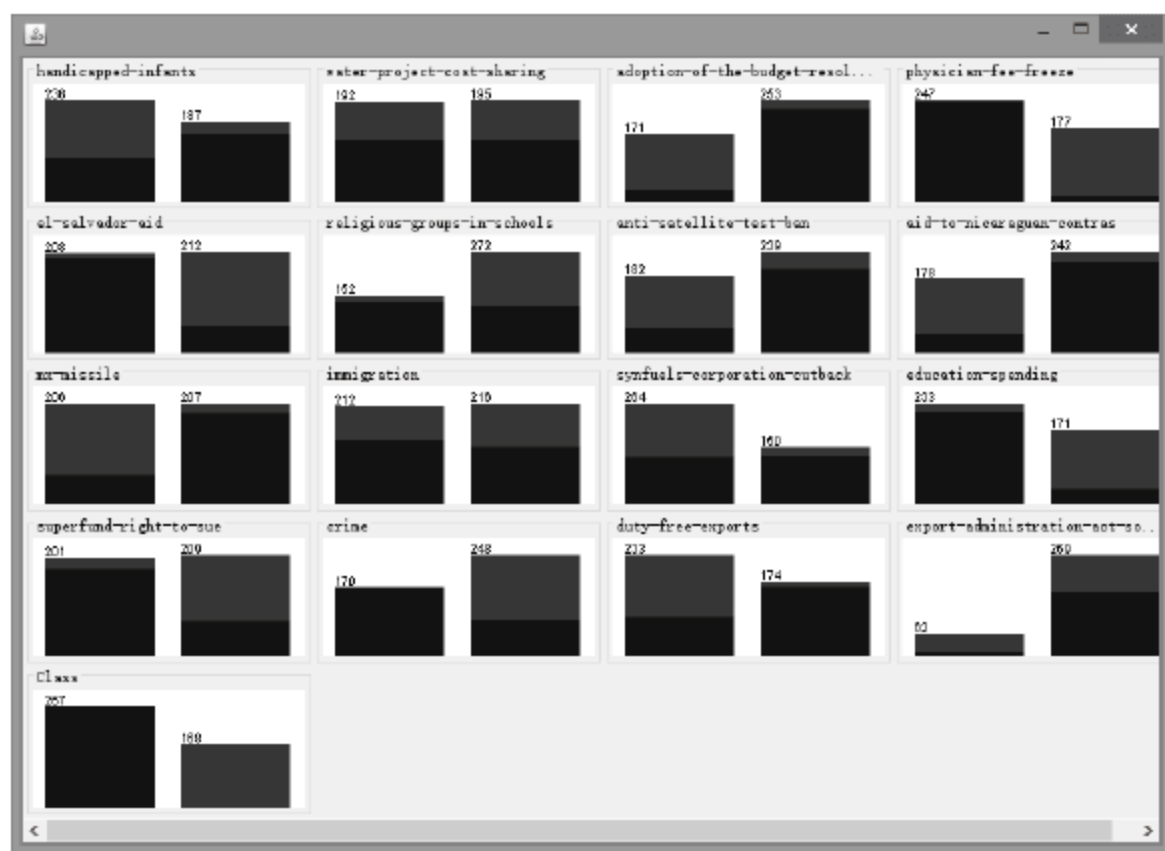 handicapped-infants
236
187
water-project-cost-sharing
192
195
adoption-of-the-budget-resol...
171
253
physician-fee-freeze
247
177
el-salvador-aid
208
212
religious-groups-in-schools
152
272
anti-satellite-test-ban
182
239
aid-to-nicaraguan-contras
178
242
mx-missile
206
207
immigration
212
216
synfuels-corporation-cutback
264
150
education-spending
233
171
superfund-right-to-sue
201
209
crime
170
248
duty-free-exports
233
174
export-administration-act-so..
62
269
Class
267
168